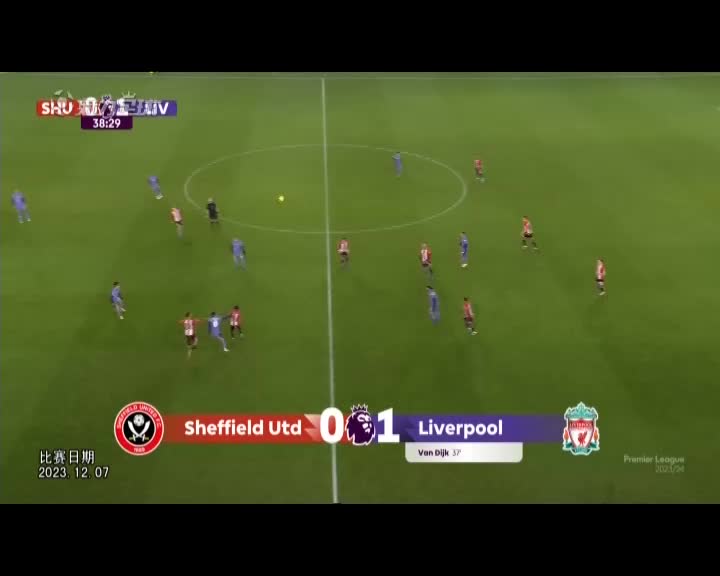 SHU
38:29
Sheffield Utd 0 1 Liverpool
Van Dijk 37'
比赛日期
2023. 12. 07
Premier League
2023/24